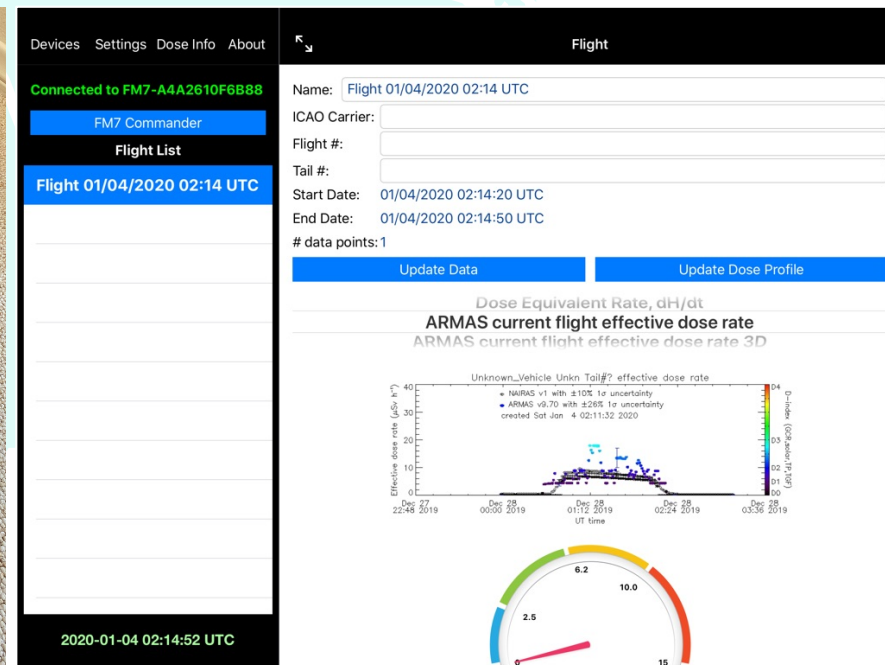 Devices Settings Dose Info About
Connected to FM7-A4A2610F6B88
FM7 Commander
Flight List
Flight 01/04/2020 02:14 UTC
2020-01-04 02:14:52 UTC
Flight
Name: Flight 01/04/2020 02:14 UTC
ICAO Carrier:
Flight #:
Tail #:
Start Date: 01/04/2020 02:14:20 UTC
End Date: 01/04/2020 02:14:50 UTC
# data points: 1
Update Data Update Dose Profile
Dose Equivalent Rate, dH/dt
ARMAS current flight effective dose rate
ARMAS current flight effective dose rate 3D
Unknown_Vehicle Unkn Tail#? effective dose rate
NAIRAS v1 with ±10% 1σ uncertainty
ARMAS v9.70 with ±26% 1σ uncertainty
created Sat Jan 4 02:11:32 2020
Effective dose rate (μSv h⁻¹)
40
30
20
10
0
D4
D3
D2
D1
D0
D-index (GCR,solar,TP,TGF)
Dec 27 Dec 28 Dec 28 Dec 28 Dec 28
22:48 2019 00:00 2019 01:12 2019 02:24 2019 03:36 2019
UT time
6.2
10.0
2.5
0 15